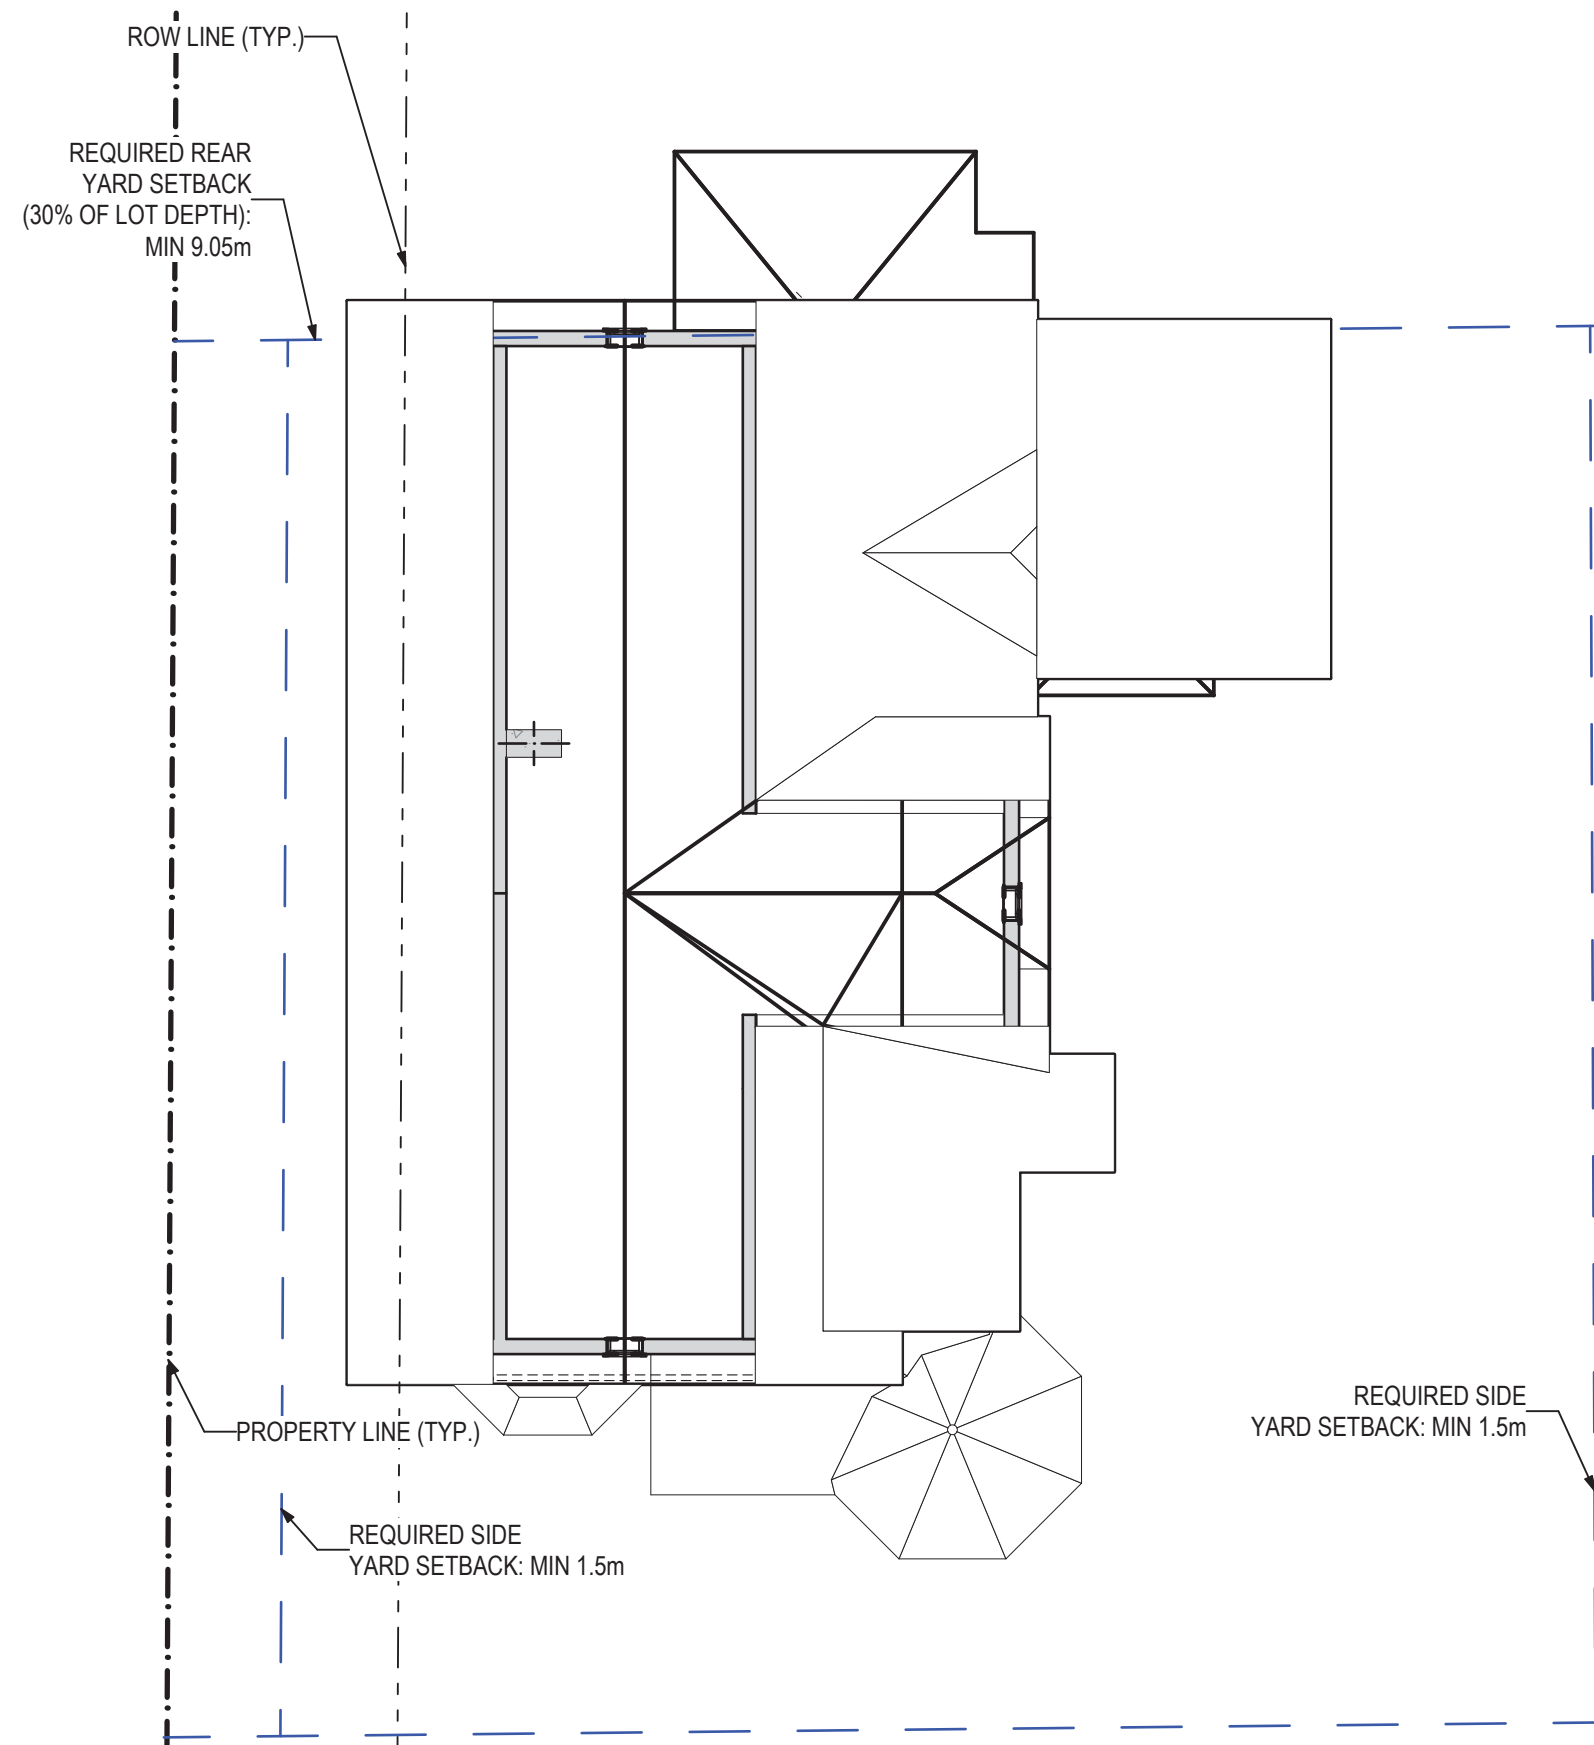 ROW LINE (TYP.)
REQUIRED REAR
YARD SETBACK
(30% OF LOT DEPTH):
MIN 9.05m
PROPERTY LINE (TYP.)
REQUIRED SIDE
YARD SETBACK: MIN 1.5m
REQUIRED SIDE
YARD SETBACK: MIN 1.5m